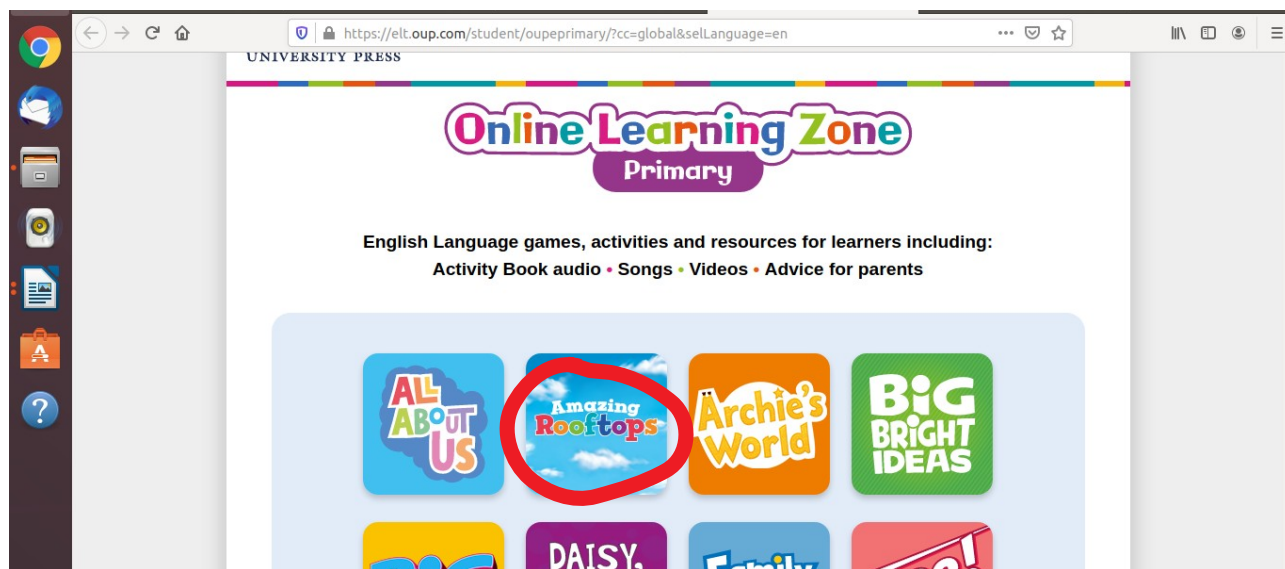 https://elt.oup.com/student/oupeprimary/?cc=global&selLanguage=en
UNIVERSITY PRESS
Online Learning Zone
Primary
English Language games, activities and resources for learners including:
Activity Book audio • Songs • Videos • Advice for parents
ALL
ABOUT
US
Amazing
Rooftops
Archie's
World
BIG
BRIGHT
IDEAS
BIG
DAISY,
Family